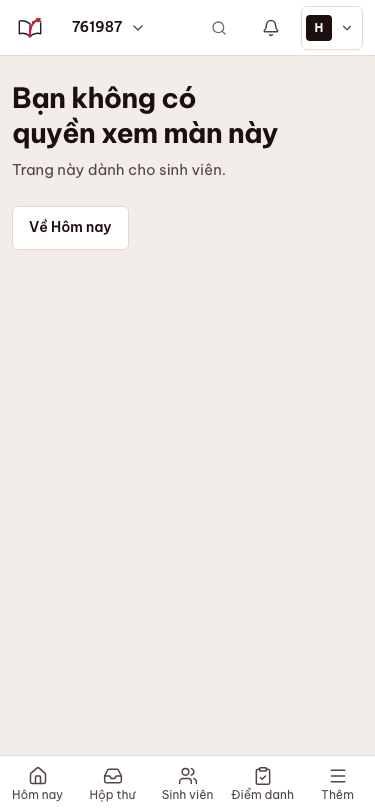 761987
H
Bạn không có
quyền xem màn này
Trang này dành cho sinh viên.
Về Hôm nay
Hôm nay
Hộp thư
Sinh viên
Điểm danh
Thêm